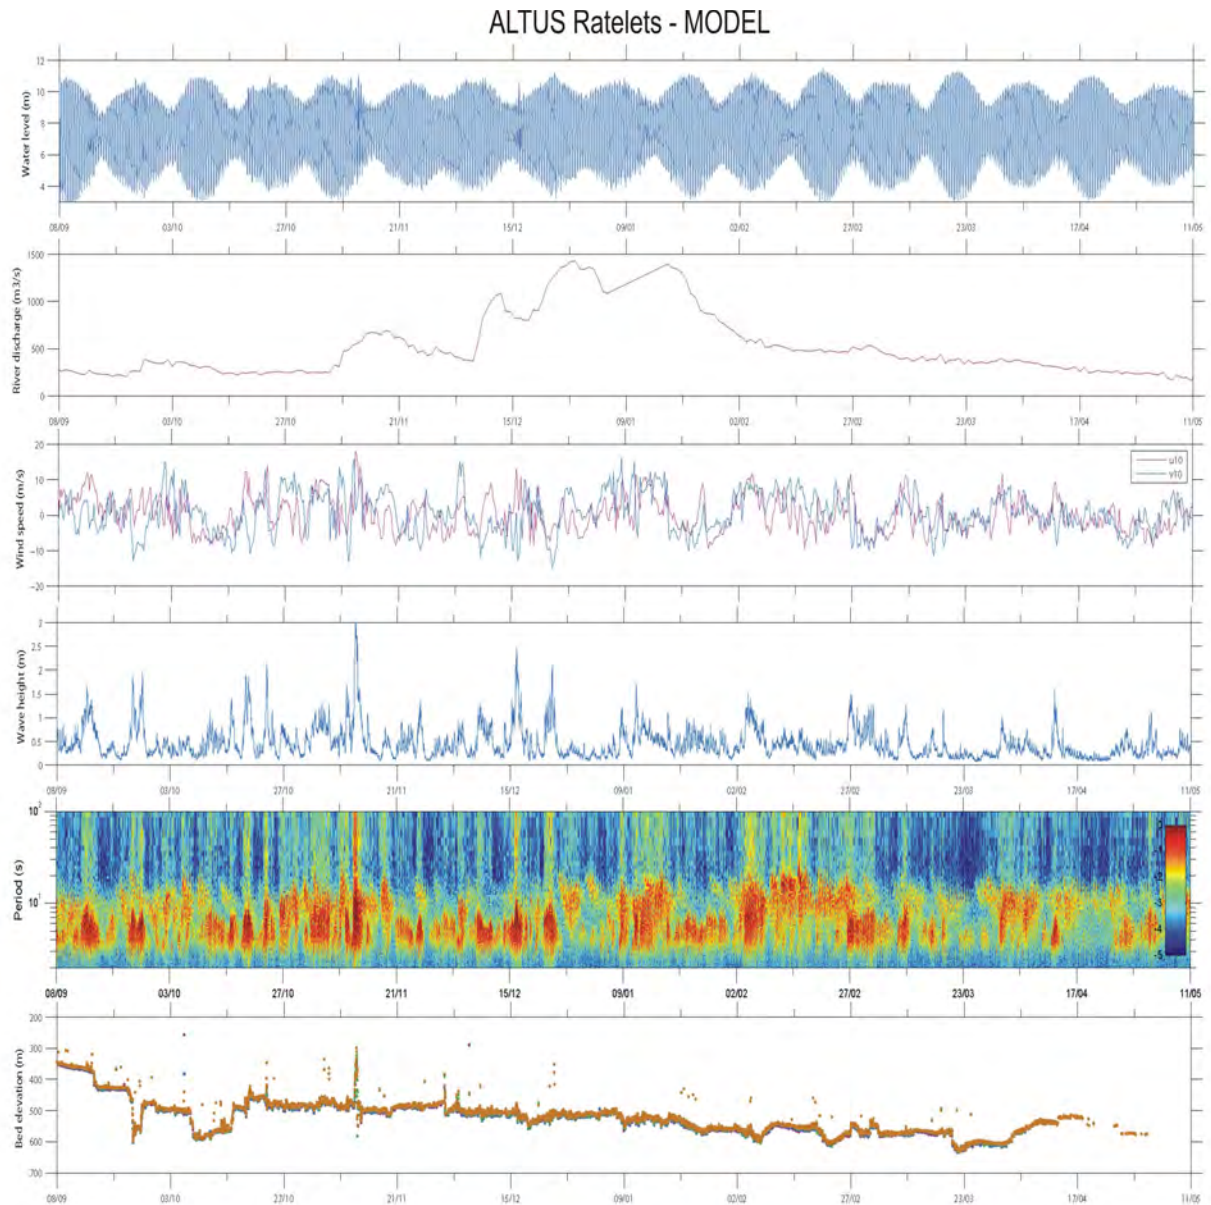 ALTUS Ratelets - MODEL
Water level (m)
12
10
8
6
4
08/09 03/10 27/10 21/11 15/12 09/01 02/02 27/02 23/03 17/04 11/05
River discharge (m3/s)
1500
1000
500
0
08/09 03/10 27/10 21/11 15/12 09/01 02/02 27/02 23/03 17/04 11/05
Wind speed (m/s)
20
10
0
−10
−20
u10
v10
Wave height (m)
3
2.5
2
1.5
1
0.5
0
08/09 03/10 27/10 21/11 15/12 09/01 02/02 27/02 23/03 17/04 11/05
Period (s)
10²
10¹
-2
-3
-4
-5
08/09 03/10 27/10 21/11 15/12 09/01 02/02 27/02 23/03 17/04 11/05
Bed elevation (m)
200
300
400
500
600
700
08/09 03/10 27/10 21/11 15/12 09/01 02/02 27/02 23/03 17/04 11/05